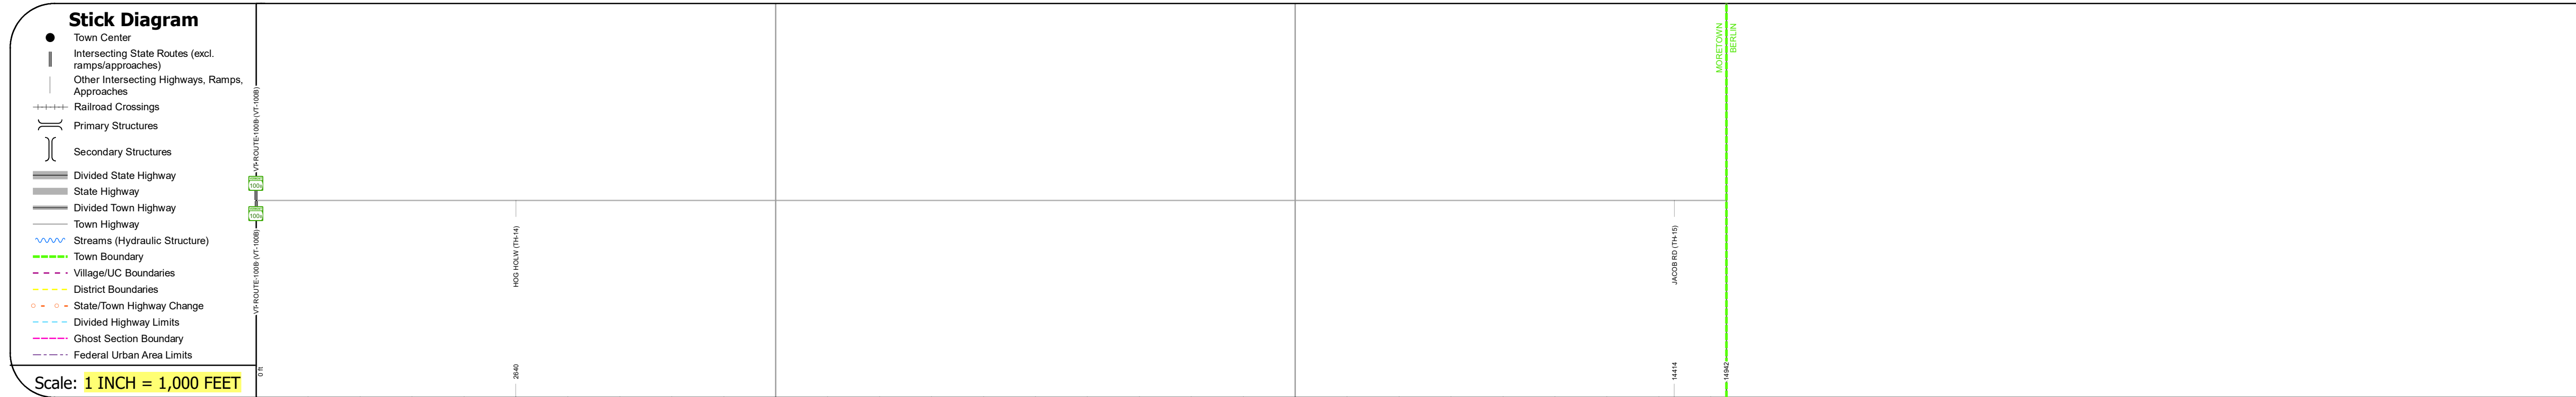 Stick Diagram
Town Center
Intersecting State Routes (excl.
ramps/approaches)
Other Intersecting Highways, Ramps,
Approaches
Railroad Crossings
Primary Structures
Secondary Structures
Divided State Highway
State Highway
Divided Town Highway
Town Highway
Streams (Hydraulic Structure)
Town Boundary
Village/UC Boundaries
District Boundaries
State/Town Highway Change
Divided Highway Limits
Ghost Section Boundary
Federal Urban Area Limits
Scale: 1 INCH = 1,000 FEET
VT-ROUTE-100B (VT-100B)
100B
100B
VT-ROUTE-100B (VT-100B)
0 ft
HOG HOLW (TH-14)
2640
JACOB RD (TH-15)
14414
MORETOWN
BERLIN
14942